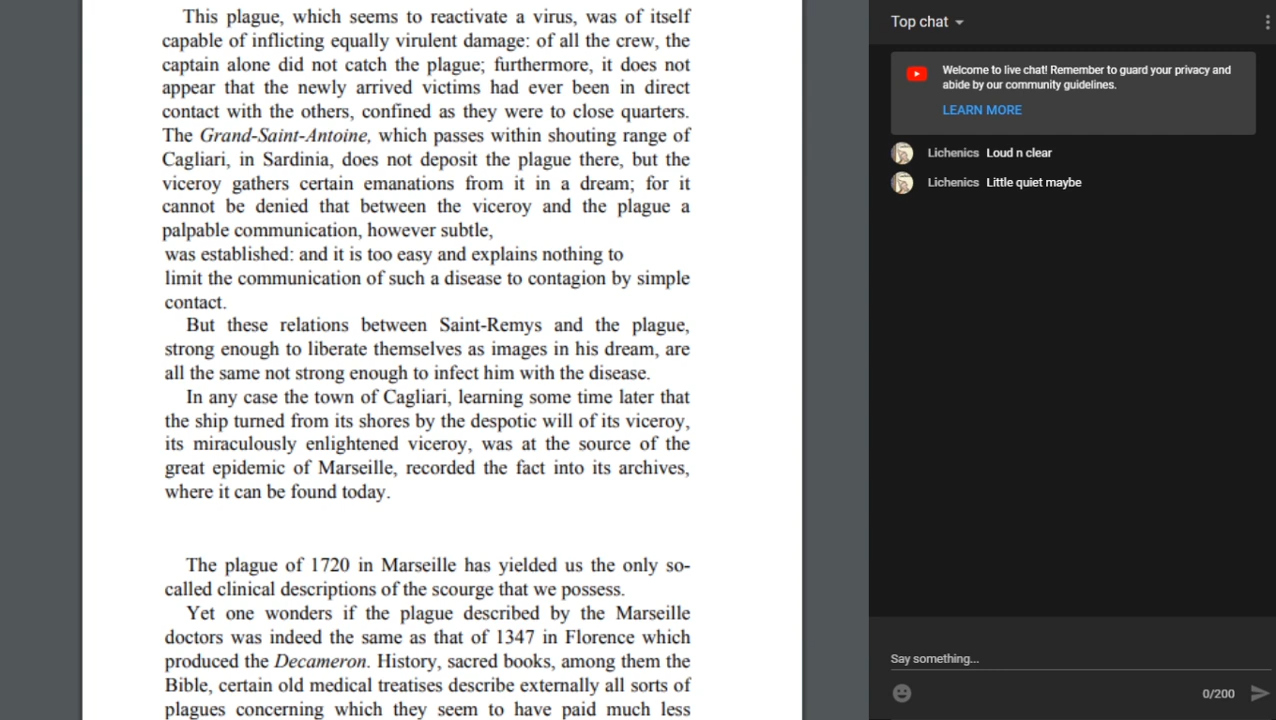 This plague, which seems to reactivate a virus, was of itself
capable of inflicting equally virulent damage: of all the crew, the
captain alone did not catch the plague; furthermore, it does not
appear that the newly arrived victims had ever been in direct
contact with the others, confined as they were to close quarters.
The Grand-Saint-Antoine, which passes within shouting range of
Cagliari, in Sardinia, does not deposit the plague there, but the
viceroy gathers certain emanations from it in a dream; for it
cannot be denied that between the viceroy and the plague a
palpable communication, however subtle,
was established: and it is too easy and explains nothing to
limit the communication of such a disease to contagion by simple
contact.
But these relations between Saint-Remys and the plague,
strong enough to liberate themselves as images in his dream, are
all the same not strong enough to infect him with the disease.
In any case the town of Cagliari, learning some time later that
the ship turned from its shores by the despotic will of its viceroy,
its miraculously enlightened viceroy, was at the source of the
great epidemic of Marseille, recorded the fact into its archives,
where it can be found today.
The plague of 1720 in Marseille has yielded us the only so-
called clinical descriptions of the scourge that we possess.
Yet one wonders if the plague described by the Marseille
doctors was indeed the same as that of 1347 in Florence which
produced the Decameron. History, sacred books, among them the
Bible, certain old medical treatises describe externally all sorts of
plagues concerning which they seem to have paid much less
Top chat
Welcome to live chat! Remember to guard your privacy and
abide by our community guidelines.
LEARN MORE
Lichenics Loud n clear
Lichenics Little quiet maybe
Say something...
0/200